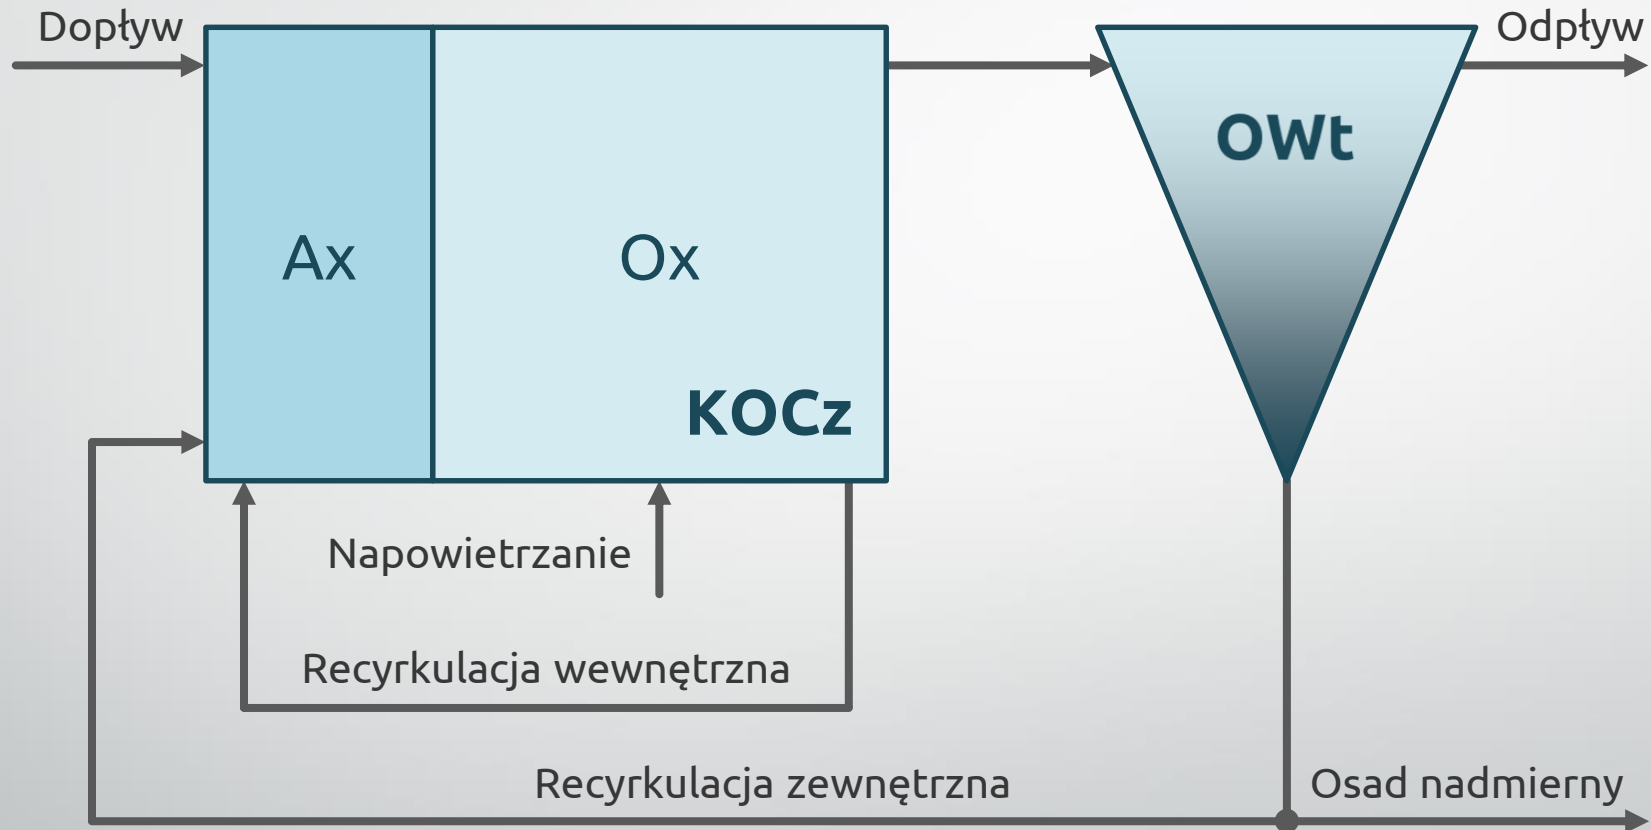 Dopływ
Odpływ
OWt
Ax
Ox
KOCz
Napowietrzanie
Recyrkulacja wewnętrzna
Recyrkulacja zewnętrzna
Osad nadmierny